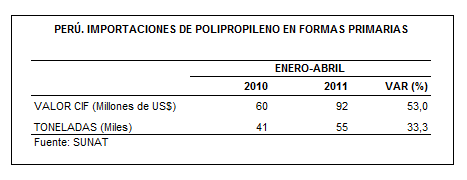 PERÚ. IMPORTACIONES DE POLIPROPILENO EN FORMAS PRIMARIAS
ENERO-ABRIL
2010 2011 VAR (%)
VALOR CIF (Millones de US$) 60 92 53,0
TONELADAS (Miles) 41 55 33,3
Fuente: SUNAT